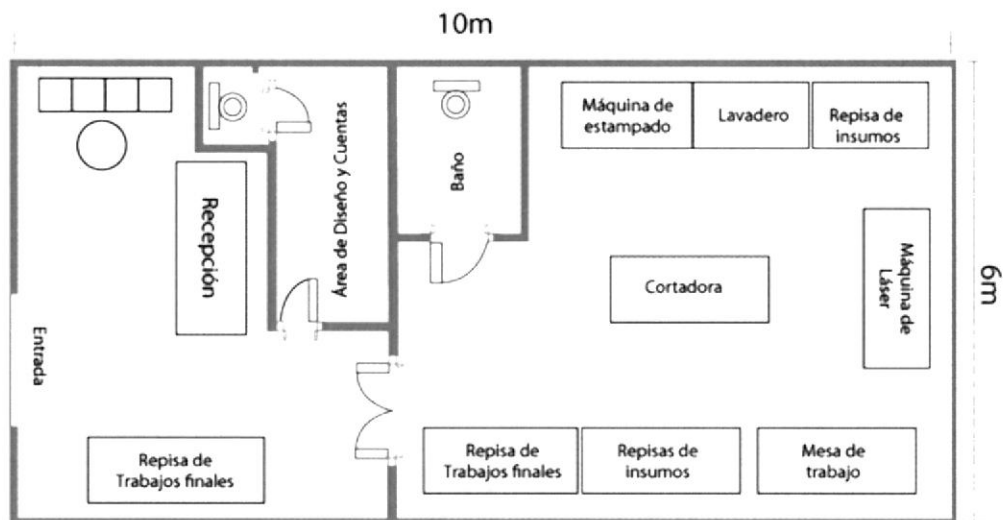 10m
Máquina de
estampado
Lavadero
Repisa de
insumos
Recepción
Área de Diseño y Cuentas
Baño
Cortadora
Máquina de
Láser
6m
Entrada
Repisa de
Trabajos finales
Repisa de
Trabajos finales
Repisas de
insumos
Mesa de
trabajo